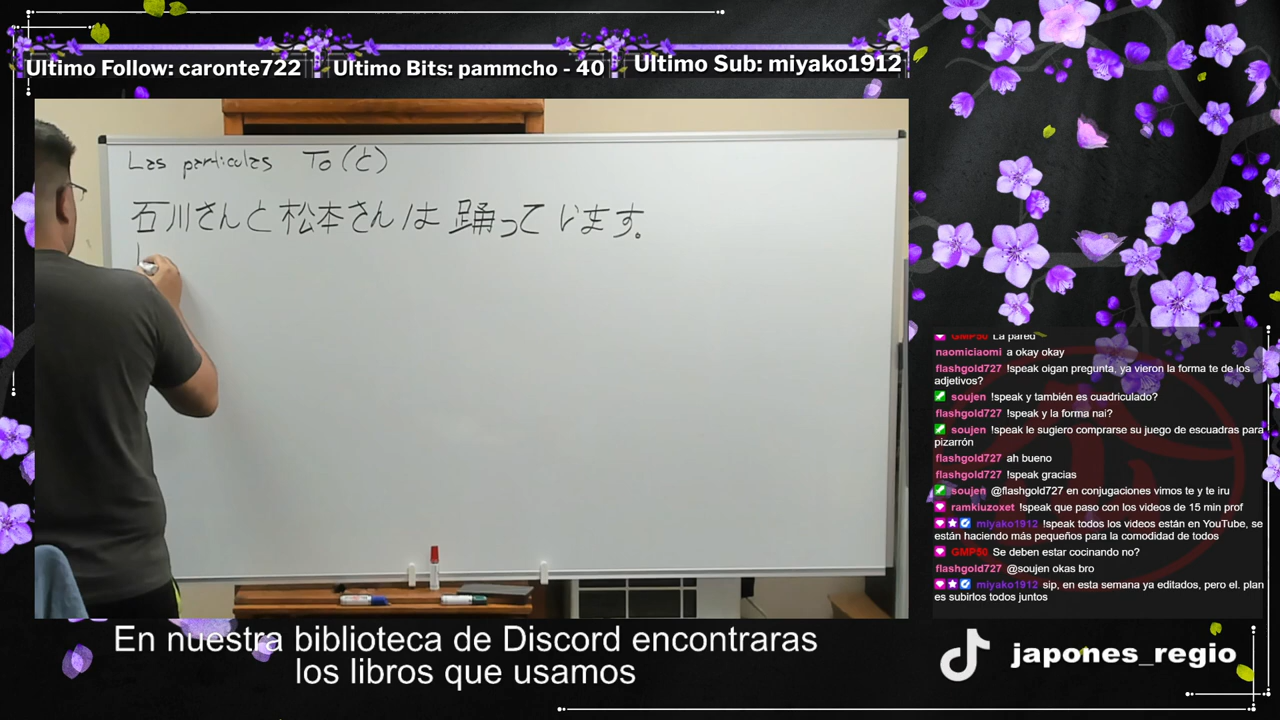 Ultimo Follow: caronte722
Ultimo Bits: pammcho - 40
Ultimo Sub: miyako1912
Las particulas To (と)
石川さんと松本さんは踊っています。
GMP50 La pared
naomiciaomi a okay okay
flashgold727 !speak oigan pregunta, ya vieron la forma te de los
adjetivos?
soujen !speak y también es cuadriculado?
flashgold727 !speak y la forma nai?
soujen !speak le sugiero comprarse su juego de escuadras para
pizarrón
flashgold727 ah bueno
flashgold727 !speak gracias
soujen @flashgold727 en conjugaciones vimos te y te iru
ramkiuzoxet !speak que paso con los videos de 15 min prof
miyako1912 !speak todos los videos están en YouTube, se
están haciendo más pequeños para la comodidad de todos
GMP50 Se deben estar cocinando no?
flashgold727 @soujen okas bro
miyako1912 sip, en esta semana ya editados, pero el. plan
es subirlos todos juntos
En nuestra biblioteca de Discord encontraras
los libros que usamos
japones_regio